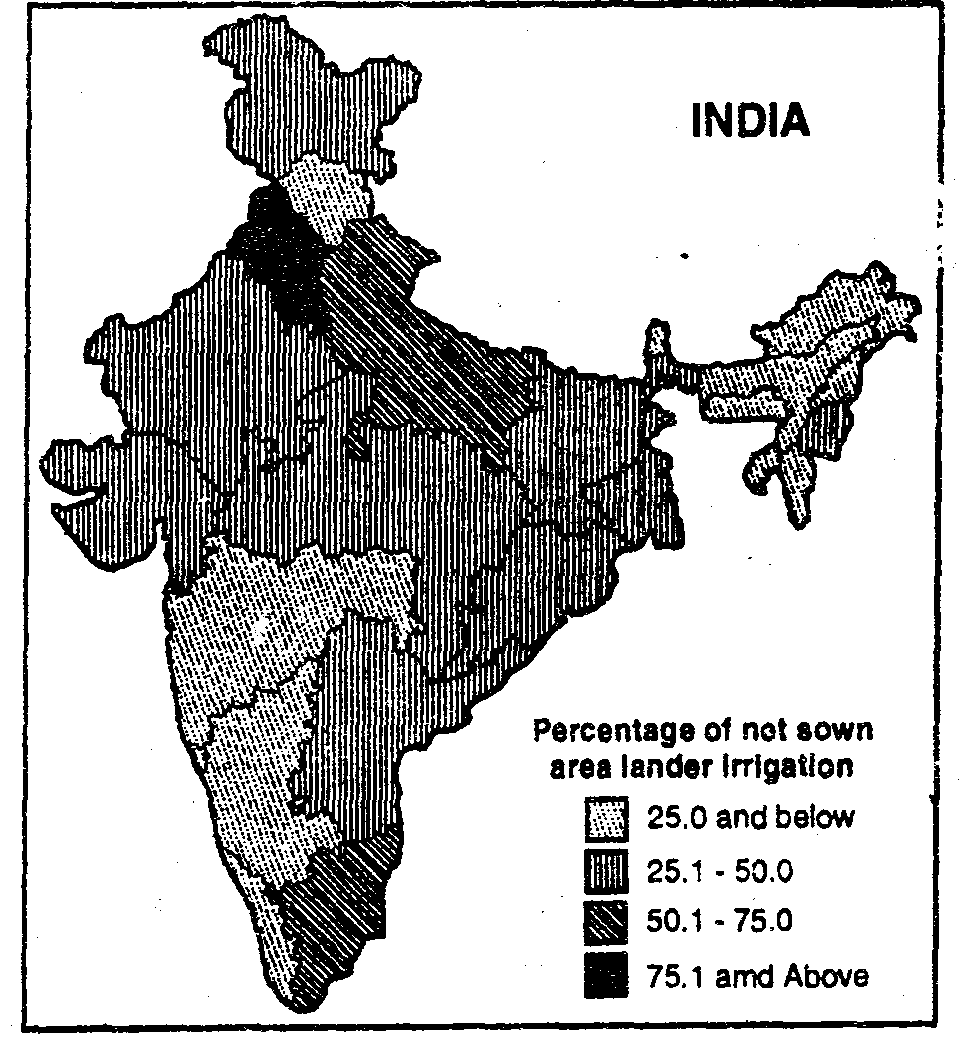 INDIA
Percentage of not sown
area lander Irrigation
25.0 and below
25.1 - 50.0
50.1 - 75.0
75.1 amd Above